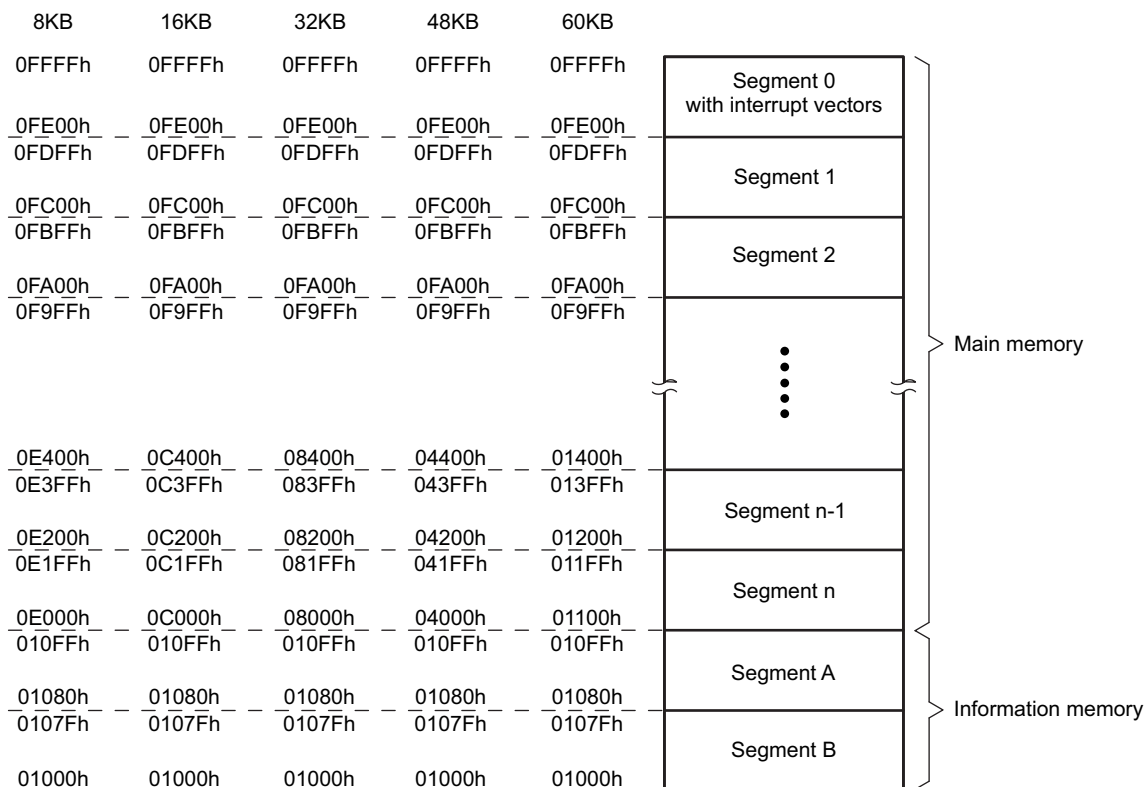 8KB 16KB 32KB 48KB 60KB
0FFFFh 0FFFFh 0FFFFh 0FFFFh 0FFFFh
Segment 0
with interrupt vectors
0FE00h 0FE00h 0FE00h 0FE00h 0FE00h
0FDFFh 0FDFFh 0FDFFh 0FDFFh 0FDFFh
Segment 1
0FC00h 0FC00h 0FC00h 0FC00h 0FC00h
0FBFFh 0FBFFh 0FBFFh 0FBFFh 0FBFFh
Segment 2
0FA00h 0FA00h 0FA00h 0FA00h 0FA00h
0F9FFh 0F9FFh 0F9FFh 0F9FFh 0F9FFh
Main memory
0E400h 0C400h 08400h 04400h 01400h
0E3FFh 0C3FFh 083FFh 043FFh 013FFh
Segment n-1
0E200h 0C200h 08200h 04200h 01200h
0E1FFh 0C1FFh 081FFh 041FFh 011FFh
Segment n
0E000h 0C000h 08000h 04000h 01100h
010FFh 010FFh 010FFh 010FFh 010FFh
Segment A
01080h 01080h 01080h 01080h 01080h
Information memory
0107Fh 0107Fh 0107Fh 0107Fh 0107Fh
Segment B
01000h 01000h 01000h 01000h 01000h